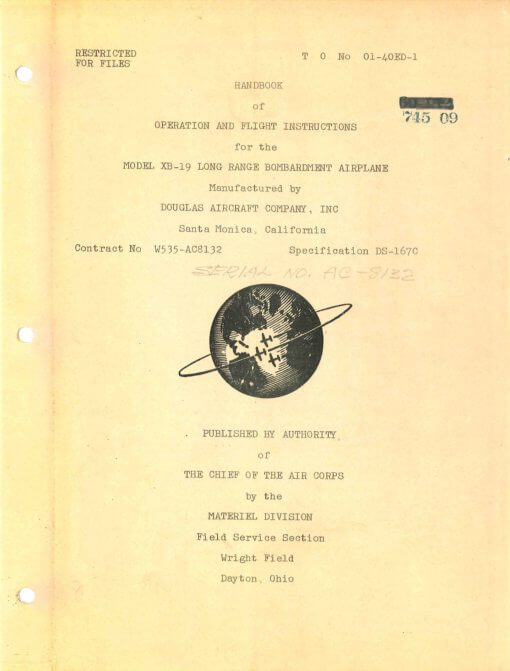 RESTRICTED
FOR FILES
T O No 01-40ED-1
HANDBOOK
of
OPERATION AND FLIGHT INSTRUCTIONS
745 09
for the
MODEL XB-19 LONG RANGE BOMBARDMENT AIRPLANE
Manufactured by
DOUGLAS AIRCRAFT COMPANY, INC
Santa Monica, California
Contract No W535-AC8132 Specification DS-167C
SERIAL NO. AC-8132
PUBLISHED BY AUTHORITY
of
THE CHIEF OF THE AIR CORPS
by the
MATERIEL DIVISION
Field Service Section
Wright Field
Dayton, Ohio